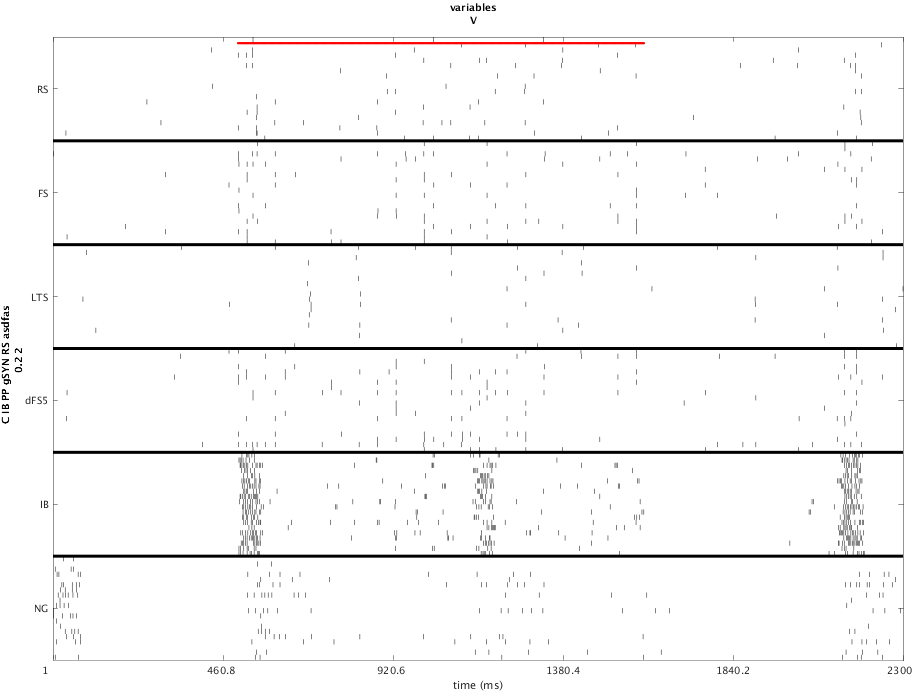 variables
V
RS
FS
LTS
dFS5
IB
NG
C IB PP gSYN RS asdfas
0.2 2
1
460.8
920.6
1380.4
1840.2
2300
time (ms)